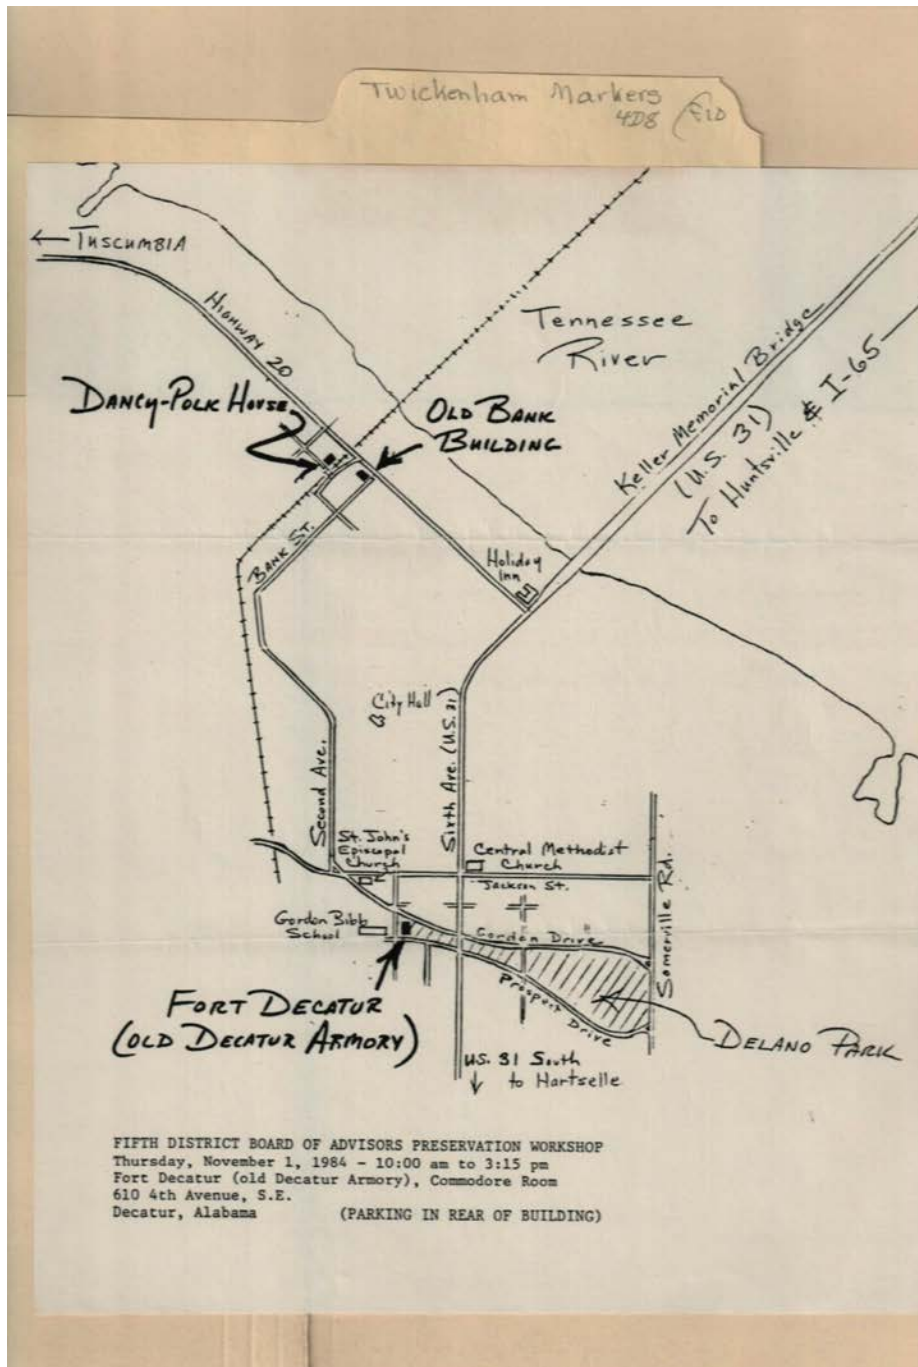 Twickenham Markers
4D8 F10
← TUSCUMBIA
HIGHWAY 20
Tennessee
River
Keller Memorial Bridge
(U.S. 31)
To Huntsville & I-65
DANCY-POLK HOUSE
OLD BANK
BUILDING
BANK ST.
Holiday
Inn
City Hall
Second Ave.
Sixth Ave. (U.S. 31)
St. John's
Episcopal
Church
Central Methodist
Church
Jackson St.
Somerville Rd.
Gordon Bibb
School
Gordon Drive
Prospect Drive
FORT DECATUR
(OLD DECATUR ARMORY)
DELANO PARK
U.S. 31 South
to Hartselle
FIFTH DISTRICT BOARD OF ADVISORS PRESERVATION WORKSHOP
Thursday, November 1, 1984 - 10:00 am to 3:15 pm
Fort Decatur (old Decatur Armory), Commodore Room
610 4th Avenue, S.E.
Decatur, Alabama (PARKING IN REAR OF BUILDING)